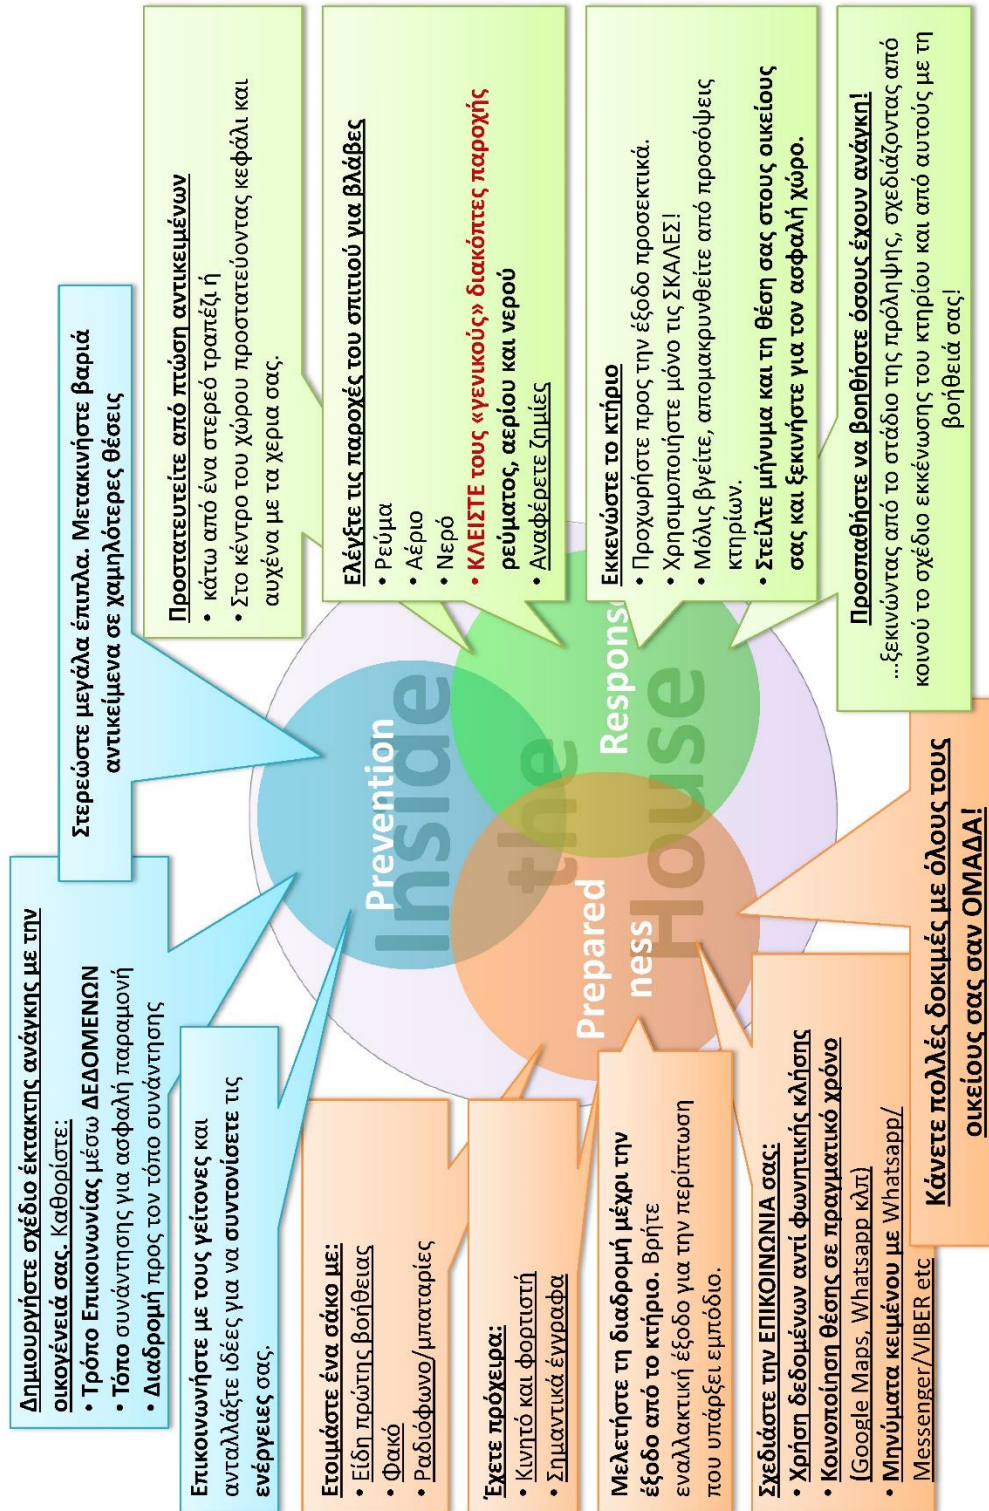 Δημιουργήστε σχέδιο έκτακτης ανάγκης με την
οικογένειά σας. Καθορίστε:
• Τρόπο Επικοινωνίας μέσω ΔΕΔΟΜΕΝΩΝ
• Τόπο συνάντησης για ασφαλή παραμονή
• Διαδρομή προς τον τόπο συνάντησης
Στερεώστε μεγάλα έπιπλα. Μετακινήστε βαριά
αντικείμενα σε χαμηλότερες θέσεις
Επικοινωνήστε με τους γείτονες και
ανταλλάξτε ιδέες για να συντονίσετε τις
ενέργειες σας.
Ετοιμάστε ένα σάκο με:
• Είδη πρώτης βοήθειας
• Φακό
• Ραδιόφωνο/μπαταρίες
Έχετε πρόχειρα:
• Κινητό και φορτιστή
• Σημαντικά έγγραφα
Μελετήστε τη διαδρομή μέχρι την
έξοδο από το κτήριο. Βρήτε
εναλλακτική έξοδο για την περίπτωση
που υπάρξει εμπόδιο.
Σχεδιάστε την ΕΠΙΚΟΙΝΩΝΙΑ σας:
• Χρήση δεδομένων αντί φωνητικής κλήσης
• Κοινοποίηση θέσης σε πραγματικό χρόνο
(Google Maps, Whatsapp κλπ)
• Μηνύματα κειμένου με Whatsapp/
Messenger/VIBER etc
Κάνετε πολλές δοκιμές με όλους τους
οικείους σας σαν ΟΜΑΔΑ!
Prevention
Inside
the
House
Prepared
ness
Response
Προστατευτείτε από πτώση αντικειμένων
• κάτω από ένα στερεό τραπέζι ή
• Στο κέντρο του χώρου προστατεύοντας κεφάλι και
αυχένα με τα χερια σας.
Ελέγξτε τις παροχές του σπιτιού για βλάβες
• Ρεύμα
• Αέριο
• Νερό
• ΚΛΕΙΣΤΕ τους «γενικούς» διακόπτες παροχής
ρεύματος, αερίου και νερού
• Αναφέρετε ζημίες
Εκκενώστε το κτήριο
• Προχωρήστε προς την έξοδο προσεκτικά.
• Χρησιμοποιήστε μόνο τις ΣΚΑΛΕΣ!
• Μόλις βγείτε, απομακρυνθείτε από προσόψεις
κτηρίων.
• Στείλτε μήνυμα και τη θέση σας στους οικείους
σας και ξεκινήστε για τον ασφαλή χώρο.
Προσπαθήστε να βοηθήστε όσους έχουν ανάγκη!
...ξεκινώντας από το στάδιο της πρόληψης, σχεδιάζοντας από
κοινού το σχέδιο εκκένωσης του κτηρίου και από αυτούς με τη
βοήθειά σας!